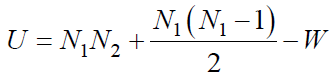 U = N₁N₂ + N₁(N₁ − 1)/2 − W